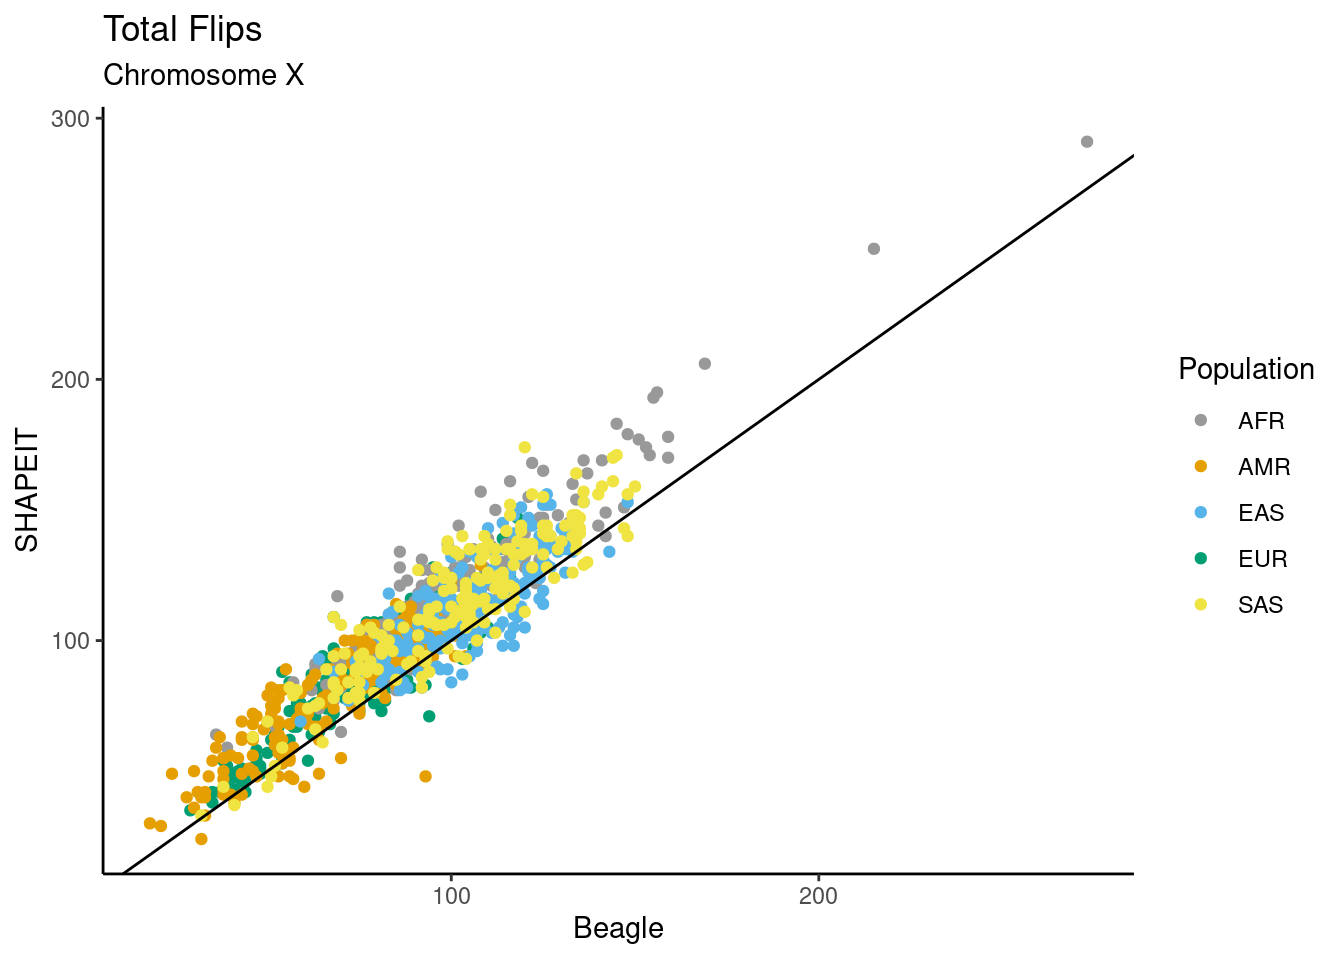 Total Flips
Chromosome X
300
200
100
SHAPEIT
100
200
Beagle
Population
AFR
AMR
EAS
EUR
SAS